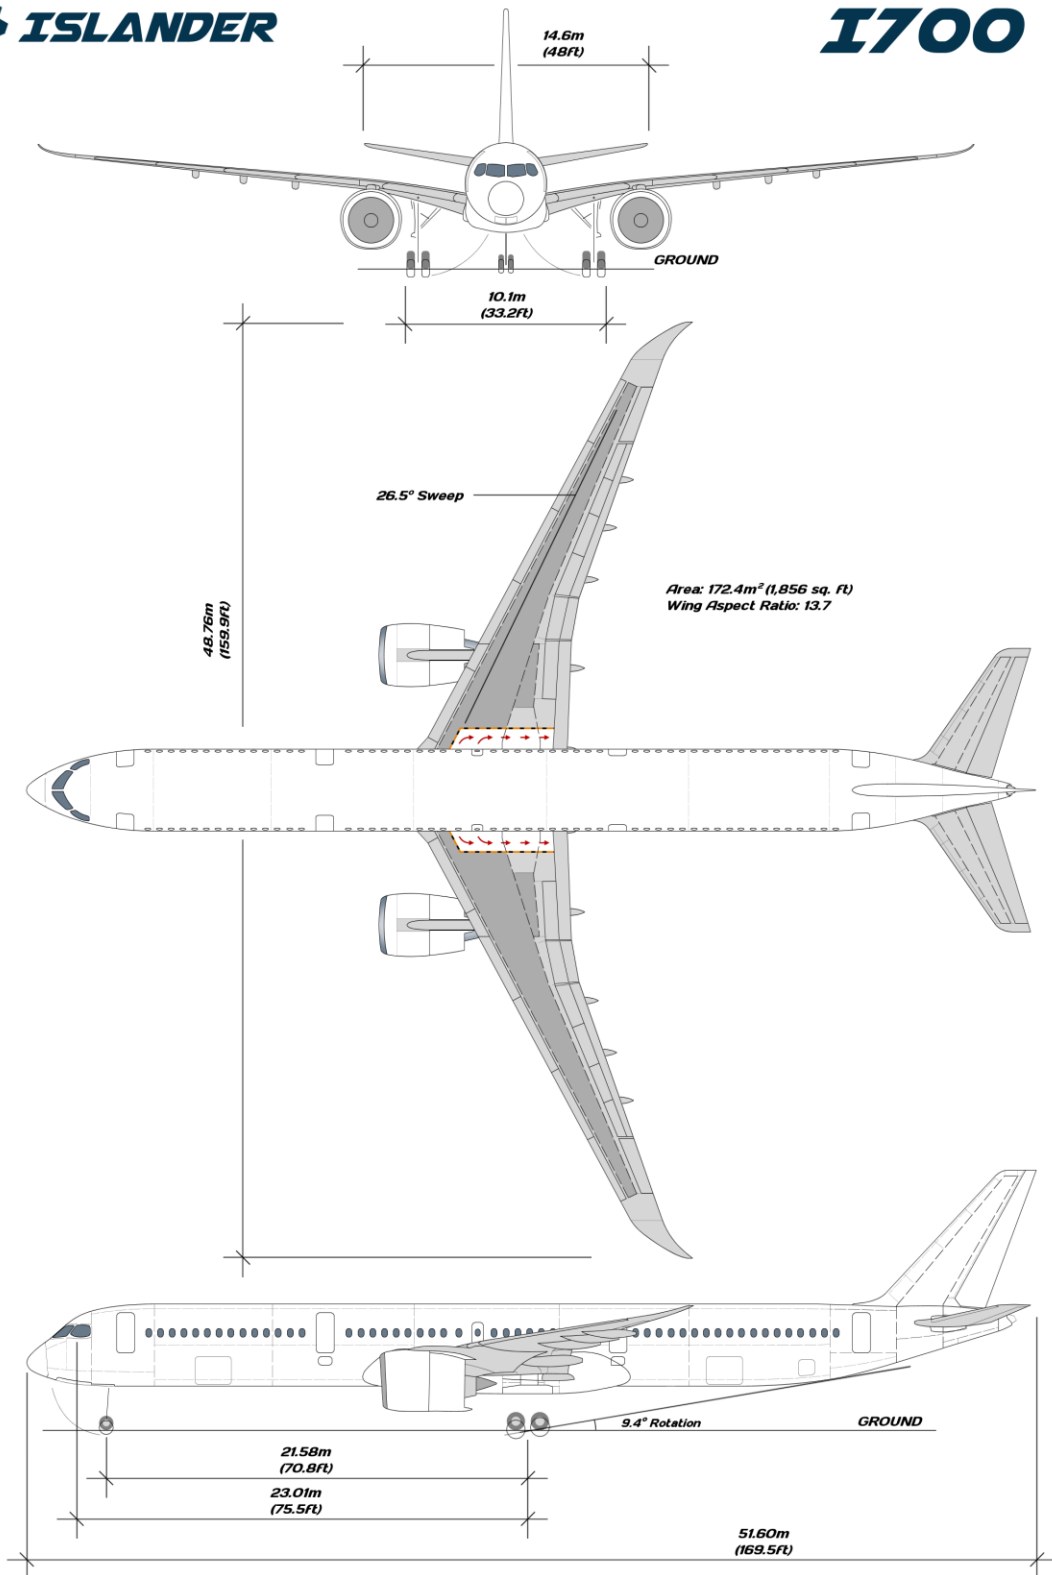 ISLANDER
I700
14.6m
(48ft)
GROUND
10.1m
(33.2ft)
26.5° Sweep
48.76m
(159.9ft)
Area: 172.4m² (1,856 sq. ft)
Wing Aspect Ratio: 13.7
9.4° Rotation
GROUND
21.58m
(70.8ft)
23.01m
(75.5ft)
51.60m
(169.5ft)